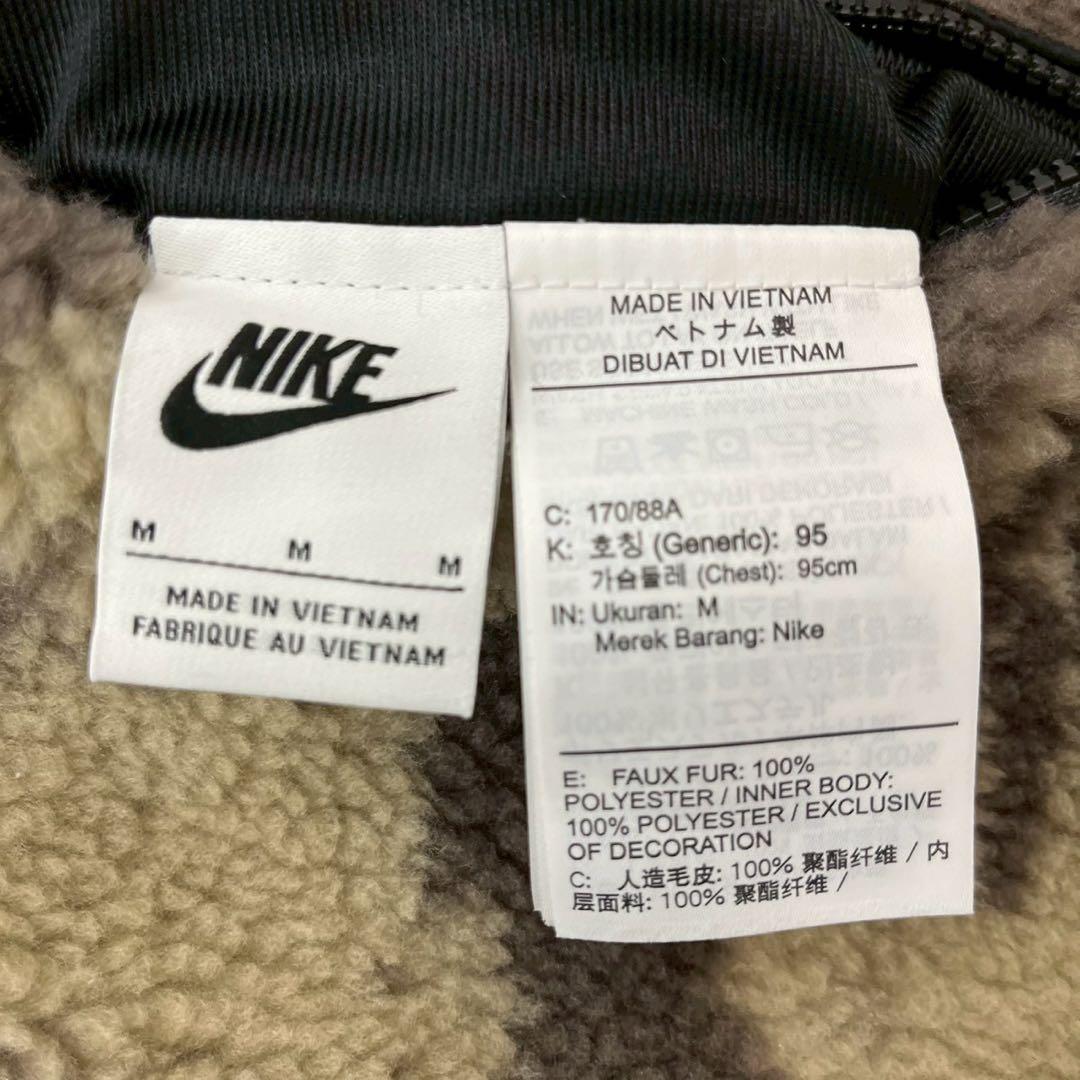 NIKE
M M M
MADE IN VIETNAM
FABRIQUE AU VIETNAM
MADE IN VIETNAM
ベトナム製
DIBUAT DI VIETNAM
C: 170/88A
K: 호칭 (Generic): 95
가슴둘레 (Chest): 95cm
IN: Ukuran: M
Merek Barang: Nike
E: FAUX FUR: 100%
POLYESTER / INNER BODY:
100% POLYESTER / EXCLUSIVE
OF DECORATION
C: 人造毛皮: 100% 聚酯纤维 / 内
层面料: 100% 聚酯纤维 /